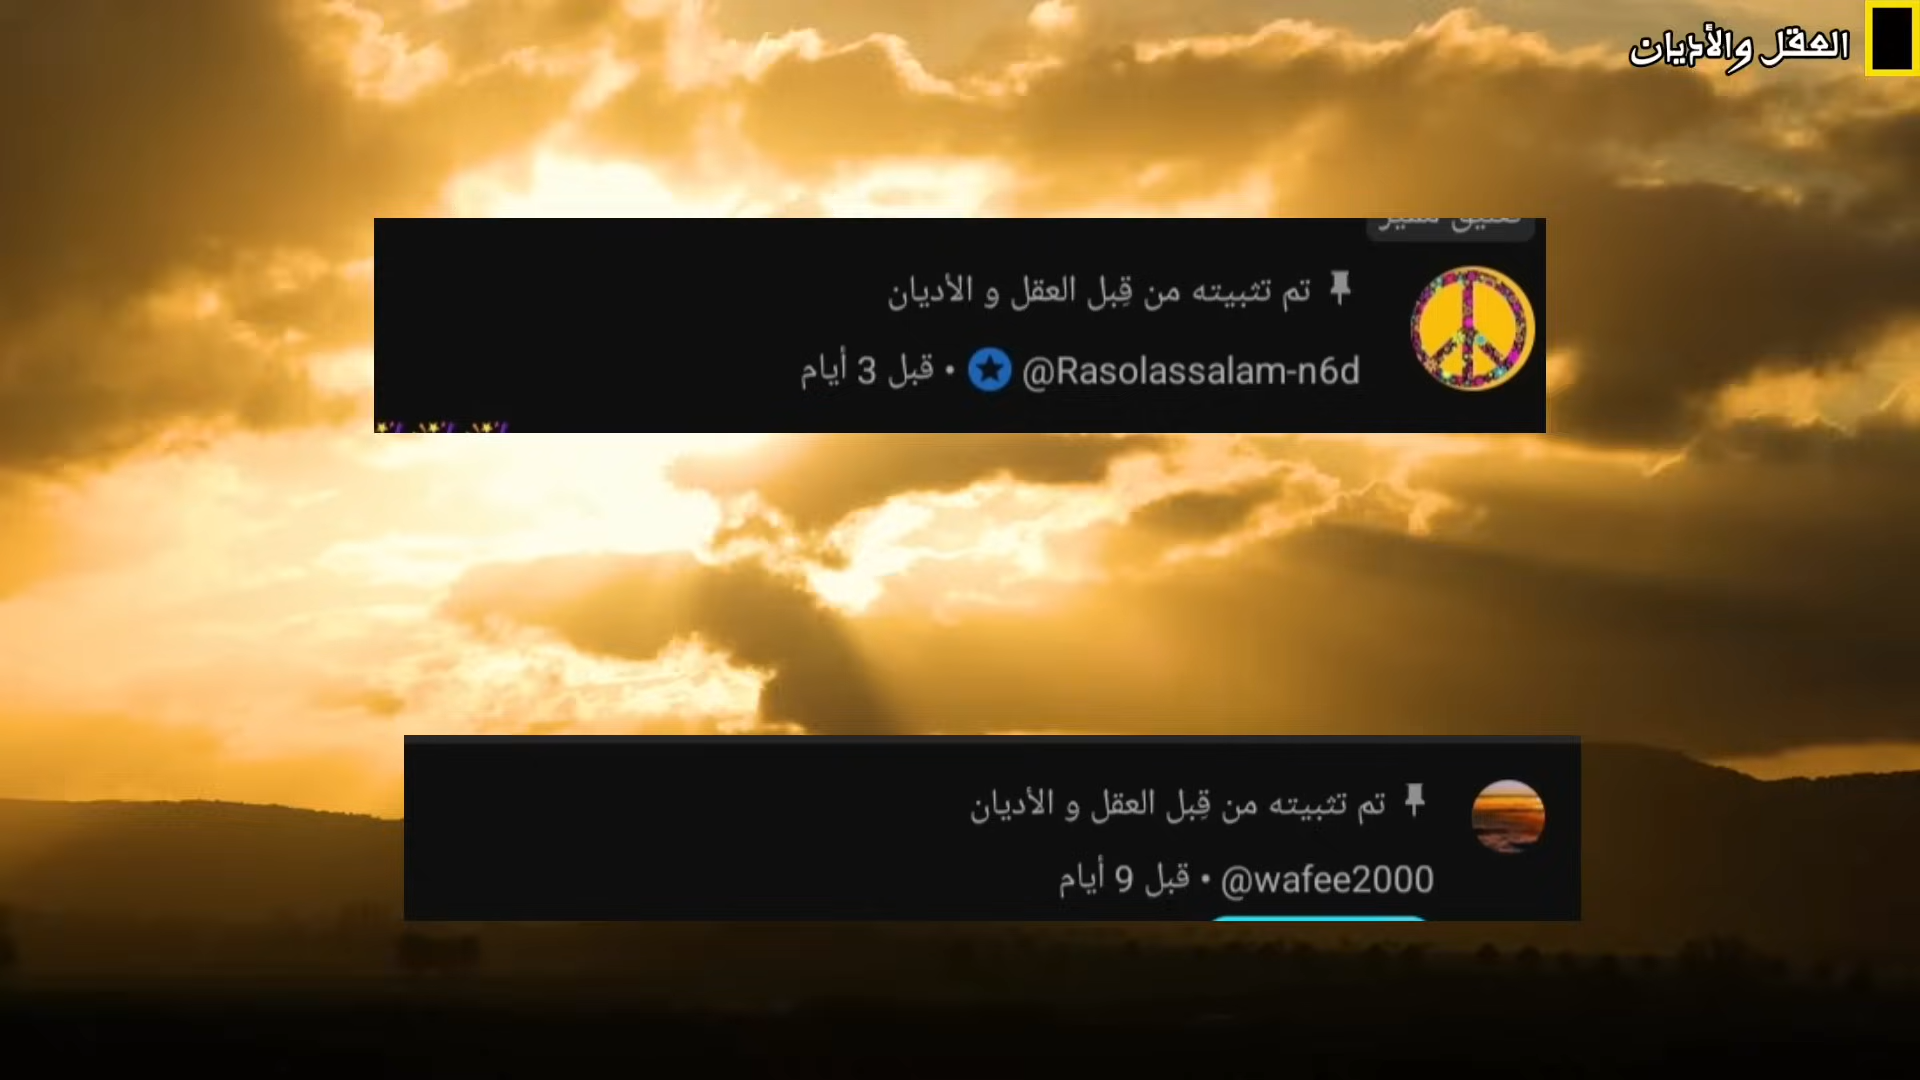 العقل والأديان
تم تثبيته من قِبل العقل و الأديان
@Rasolassalam-n6d • قبل 3 أيام
تم تثبيته من قِبل العقل و الأديان
@wafee2000 • قبل 9 أيام